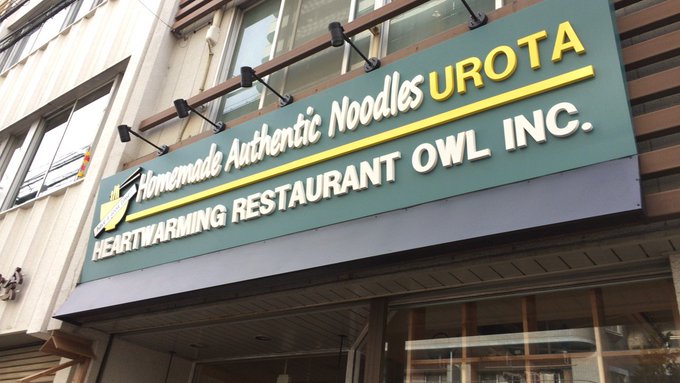 Homemade Authentic Noodles UROTA
HEARTWARMING RESTAURANT OWL INC.